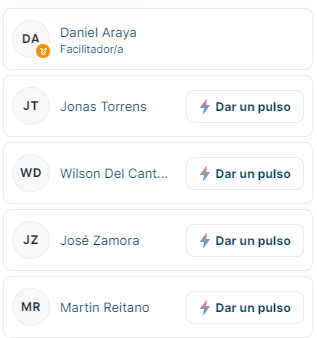 DA
Daniel Araya
Facilitador/a
JT
Jonas Torrens
Dar un pulso
WD
Wilson Del Cant...
Dar un pulso
JZ
José Zamora
Dar un pulso
MR
Martin Reitano
Dar un pulso